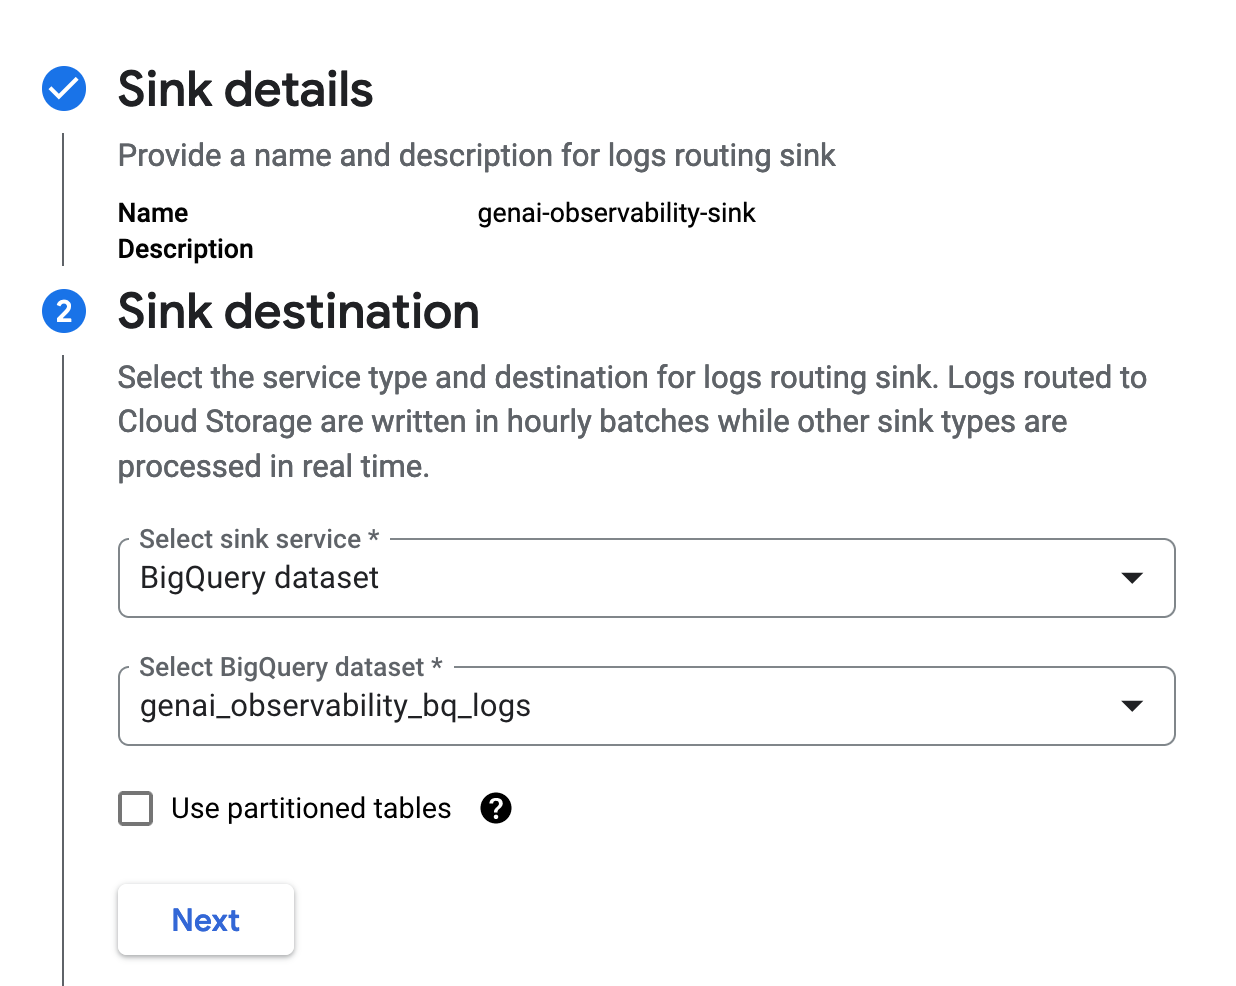 Sink details
Provide a name and description for logs routing sink
Name genai-observability-sink
Description
2 Sink destination
Select the service type and destination for logs routing sink. Logs routed to
Cloud Storage are written in hourly batches while other sink types are
processed in real time.
Select sink service *
BigQuery dataset
Select BigQuery dataset *
genai_observability_bq_logs
Use partitioned tables ?
Next